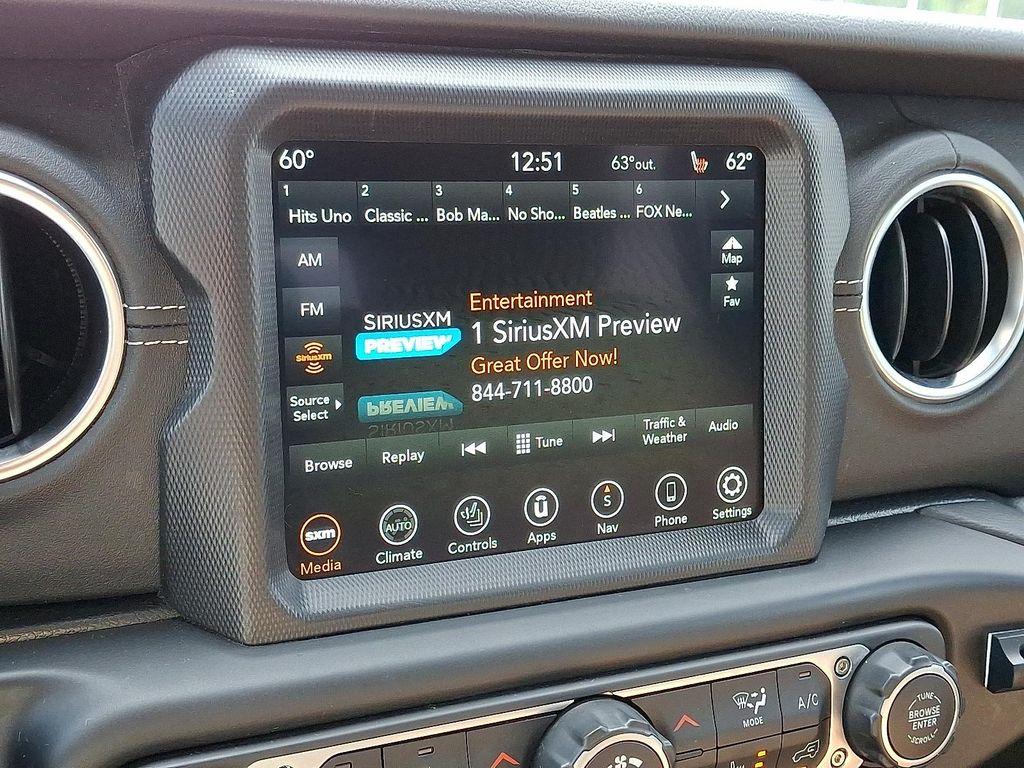 60° 12:51 63°out. 62°
1 2 3 4 5 6
Hits Uno Classic ... Bob Ma... No Sho... Beatles ... FOX Ne...
AM
Map
FM
Fav
SiriusXM
Source
Select
SIRIUSXM
PREVIEW
PREVIEW
SIRIUSXM
Entertainment
1 SiriusXM Preview
Great Offer Now!
844-711-8800
Browse Replay Tune Traffic &
Weather Audio
sxm AUTO U S
Media Climate Controls Apps Nav Phone Settings
MODE A/C
TUNE
BROWSE
ENTER
SCROLL